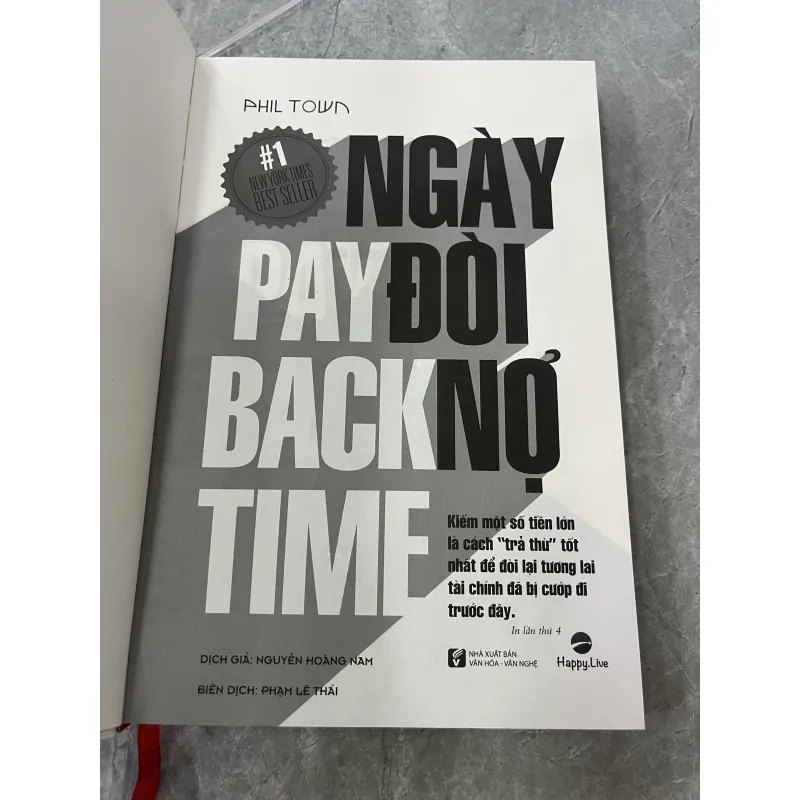 PHIL TOWN
#1
NEW YORK TIMES
BEST SELLER
NGÀY
ĐÒI
NỢ
PAY
BACK
TIME
Kiếm một số tiền lớn
là cách “trả thù” tốt
nhất để đòi lại tương lai
tài chính đã bị cướp đi
trước đây.
In lần thứ 4
NHÀ XUẤT BẢN
VĂN HÓA - VĂN NGHỆ
Happy.Live
DỊCH GIẢ: NGUYỄN HOÀNG NAM
BIÊN DỊCH: PHẠM LÊ THÁI